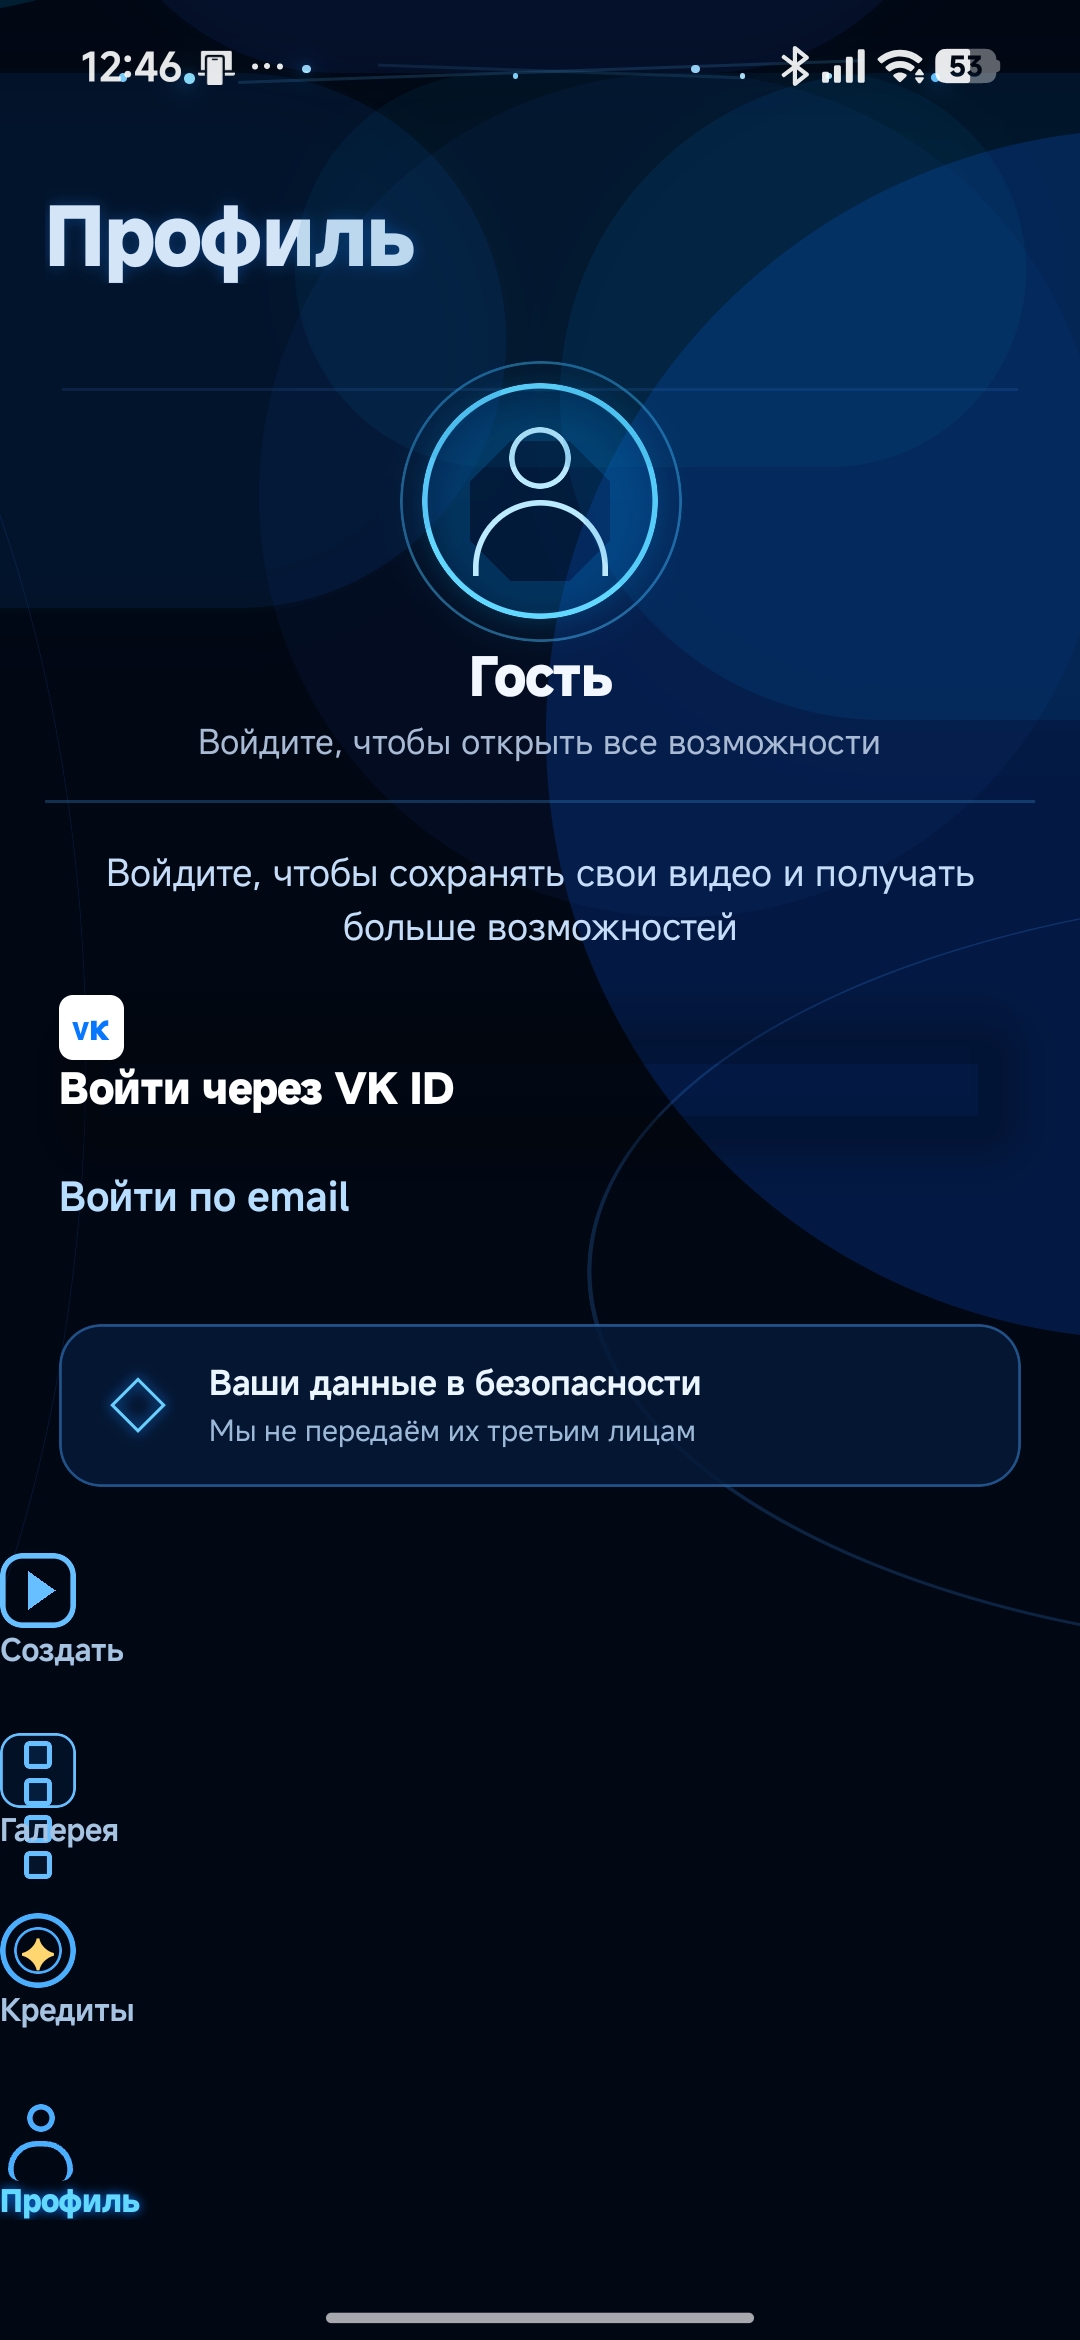 12:46 ... 53
Профиль
Гость
Войдите, чтобы открыть все возможности
Войдите, чтобы сохранять свои видео и получать
больше возможностей
VK
Войти через VK ID
Войти по email
Ваши данные в безопасности
Мы не передаём их третьим лицам
Создать
Галерея
Кредиты
Профиль